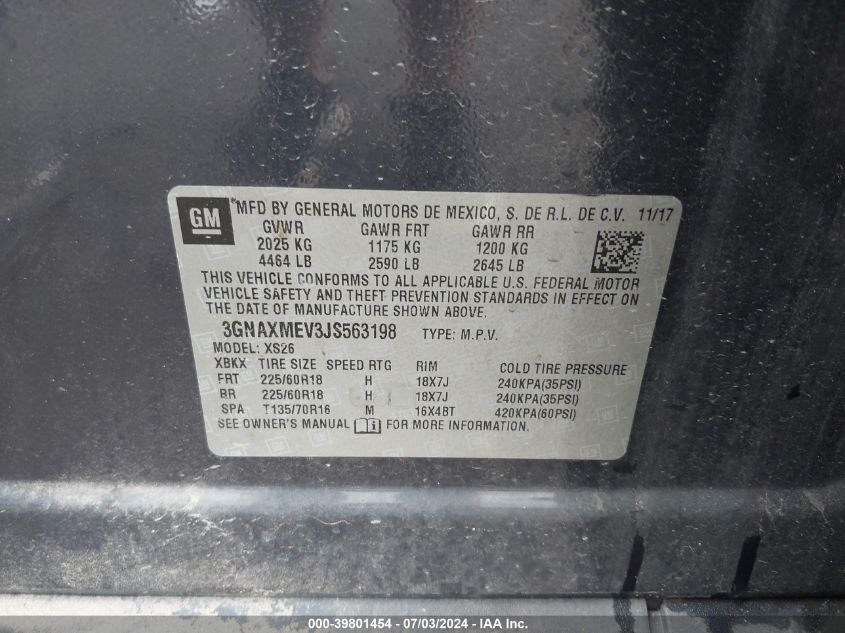 GM
MFD BY GENERAL MOTORS DE MEXICO, S. DE R.L. DE C.V. 11/17
GVWR GAWR FRT GAWR RR
2025 KG 1175 KG 1200 KG
4464 LB 2590 LB 2645 LB
THIS VEHICLE CONFORMS TO ALL APPLICABLE U.S. FEDERAL MOTOR
VEHICLE SAFETY AND THEFT PREVENTION STANDARDS IN EFFECT ON
THE DATE OF MANUFACTURE SHOWN ABOVE.
3GNAXMEV3JS563198 TYPE: M.P.V.
MODEL: XS26
XBKX TIRE SIZE SPEED RTG RIM COLD TIRE PRESSURE
FRT 225/60R18 H 18X7J 240KPA(35PSI)
RR 225/60R18 H 18X7J 240KPA(35PSI)
SPA T135/70R16 M 16X4BT 420KPA(60PSI)
SEE OWNER'S MANUAL FOR MORE INFORMATION.
000-39801454 - 07/03/2024 - IAA Inc.